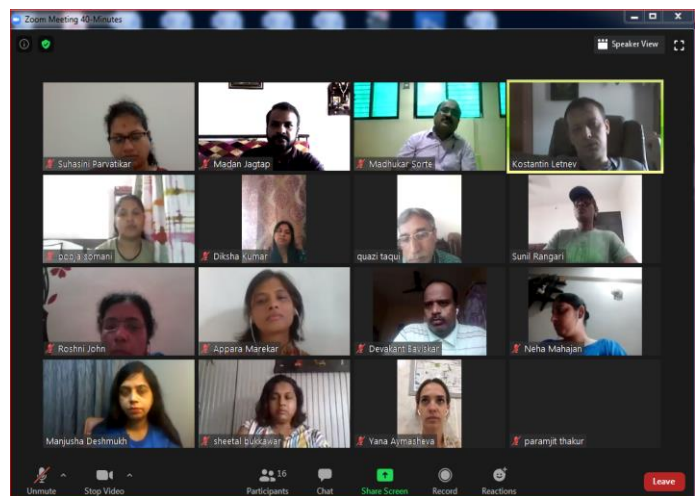 Zoom Meeting 40-Minutes
Speaker View
Suhasini Parvatikar
Madan Jagtap
Madhukar Sorte
Kostantin Letnev
pooja somani
Diksha Kumar
quazi taqui
Sunil Rangari
Roshni John
Appara Marekar
Devakant Baviskar
Neha Mahajan
Manjusha Deshmukh
sheetal bukkawar
Yana Aymasheva
paramjit thakur
Unmute
Stop Video
16
Participants
Chat
Share Screen
Record
Reactions
Leave